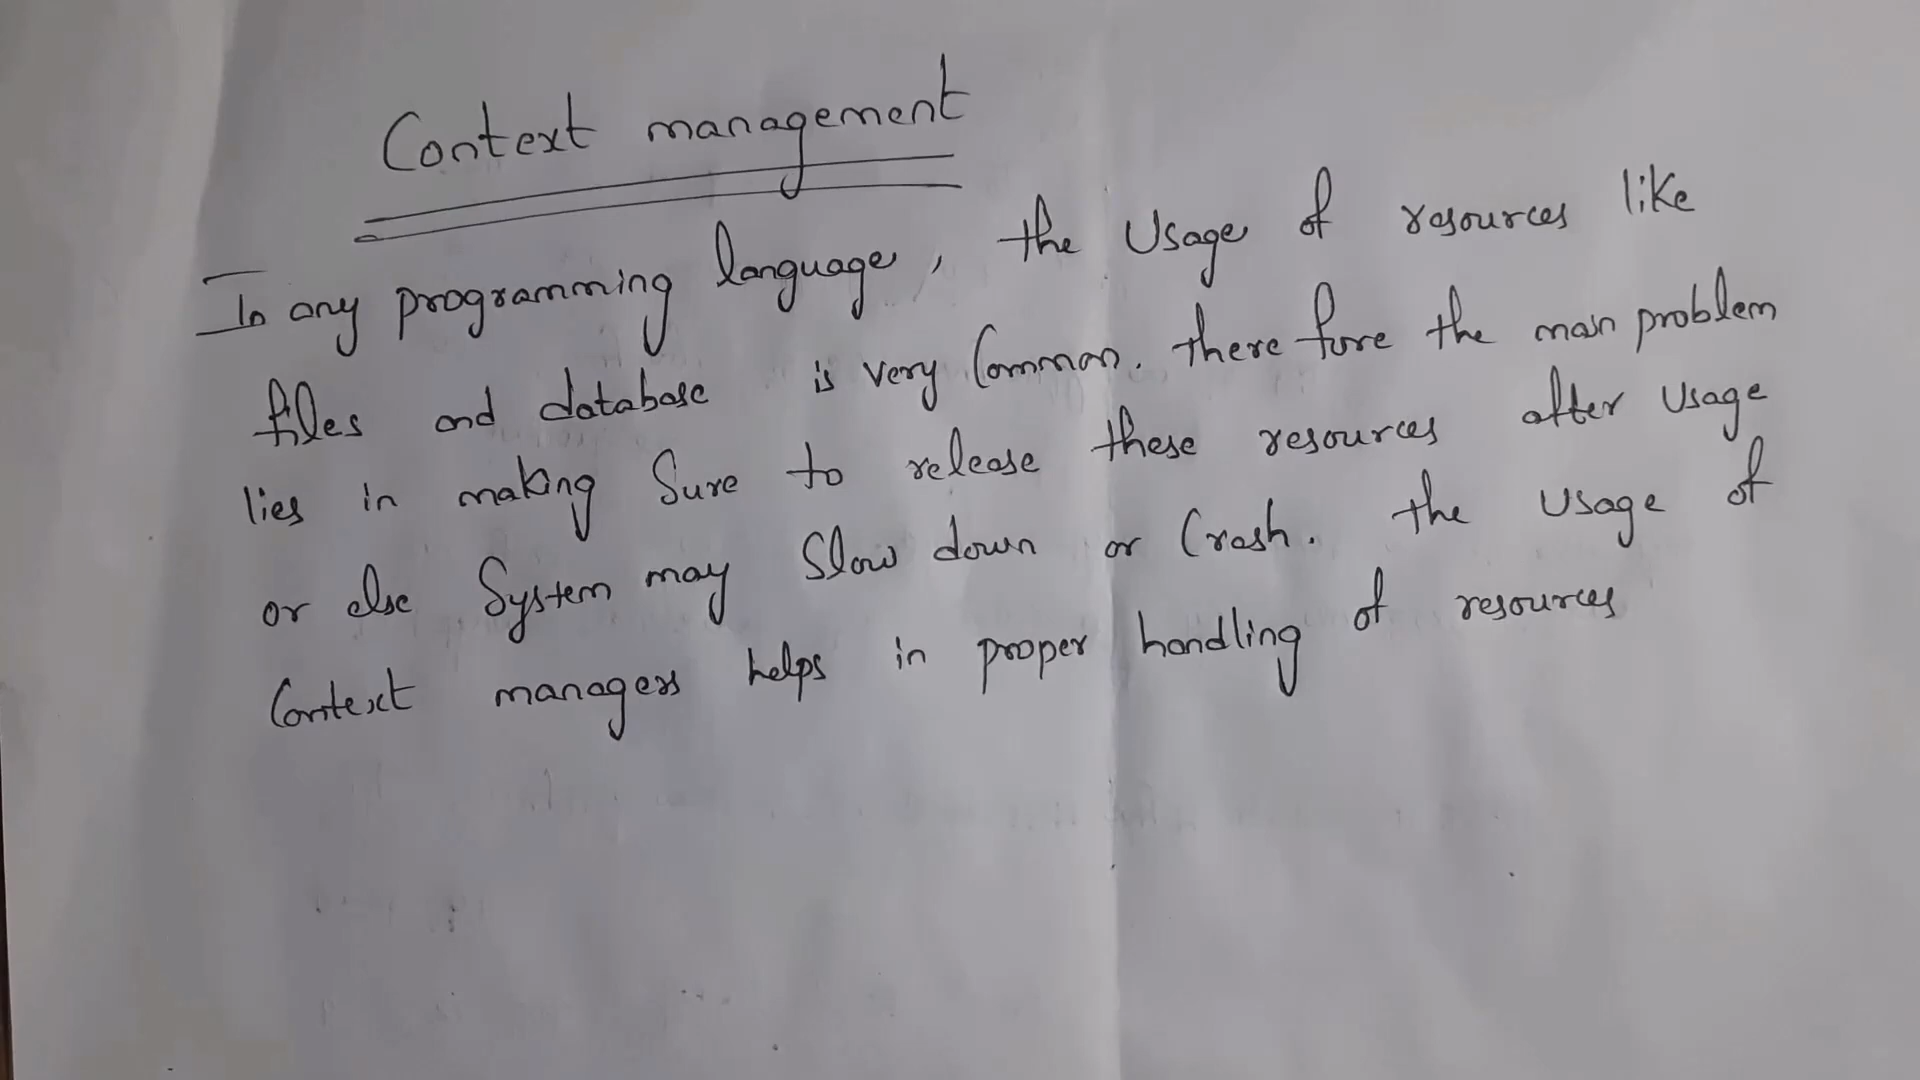 Context management
In any programming language, the Usage of resources like
files and database is very Common. there fore the main problem
lies in making Sure to release these resources after Usage
or else System may Slow down or Crash. the Usage of
Context managers helps in proper handling of resources